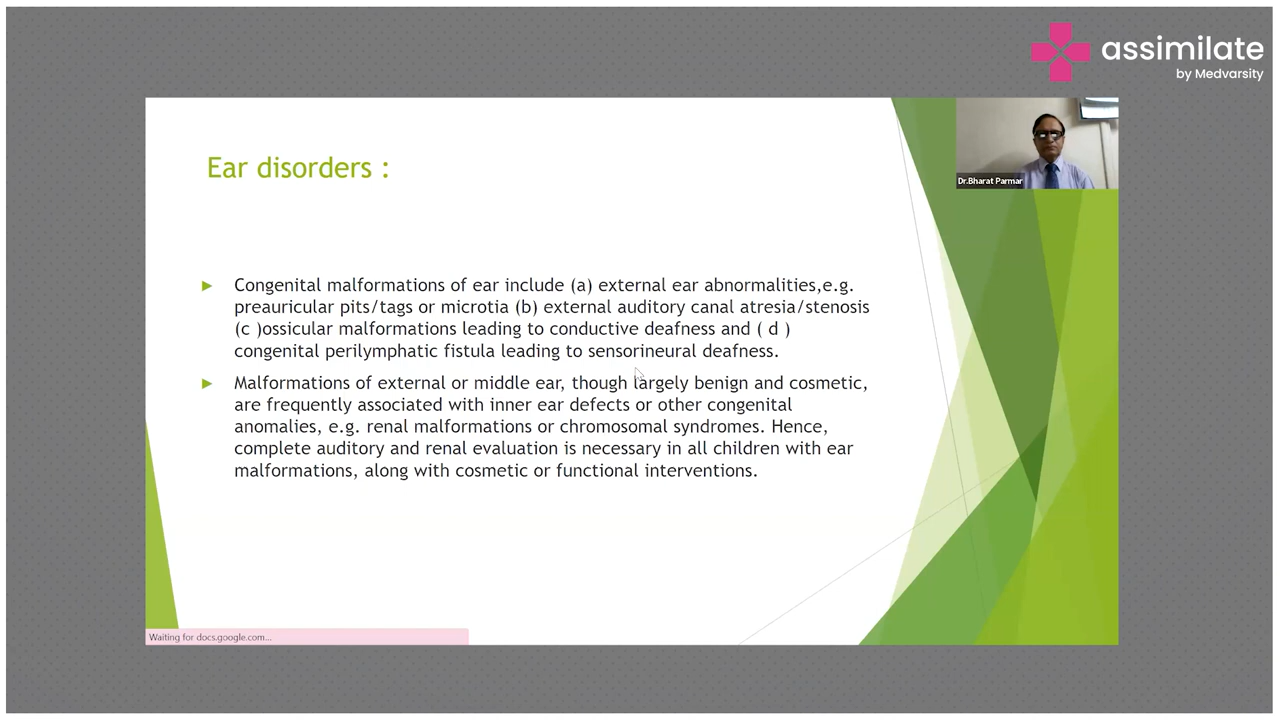 assimilate
by Medvarsity
Dr.Bharat Parmar
Ear disorders :
Congenital malformations of ear include (a) external ear abnormalities,e.g.
preauricular pits/tags or microtia (b) external auditory canal atresia/stenosis
(c )ossicular malformations leading to conductive deafness and ( d )
congenital perilymphatic fistula leading to sensorineural deafness.
Malformations of external or middle ear, though largely benign and cosmetic,
are frequently associated with inner ear defects or other congenital
anomalies, e.g. renal malformations or chromosomal syndromes. Hence,
complete auditory and renal evaluation is necessary in all children with ear
malformations, along with cosmetic or functional interventions.
Waiting for docs.google.com...